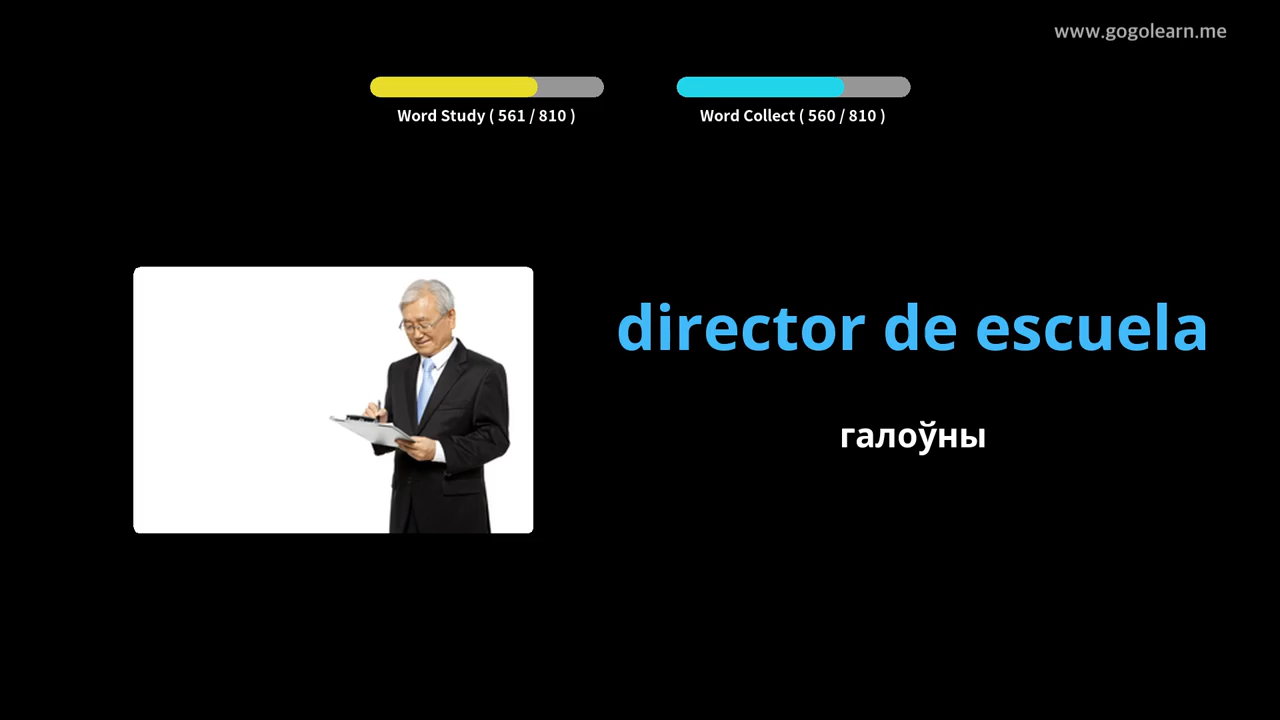 www.gogolearn.me
Word Study ( 561 / 810 )
Word Collect ( 560 / 810 )
director de escuela
галоўны